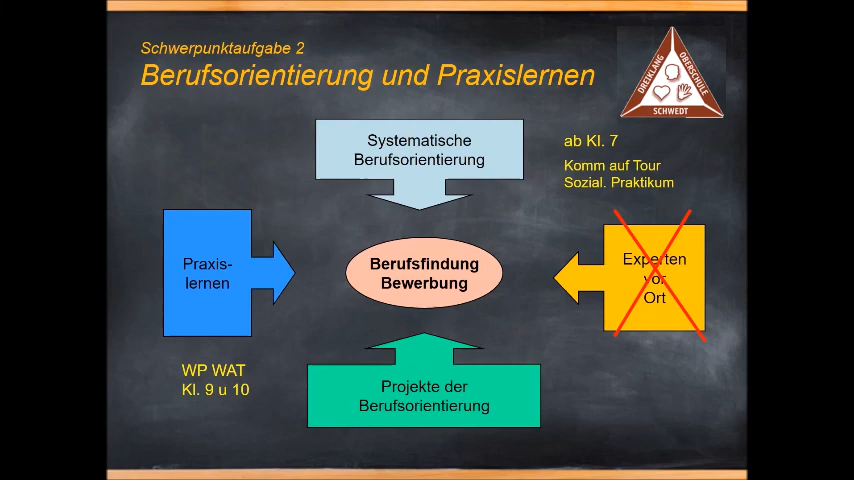 Schwerpunktaufgabe 2
Berufsorientierung und Praxislernen
DREIKLANG
OBERSCHULE
SCHWEDT
Systematische
Berufsorientierung
ab Kl. 7
Komm auf Tour
Sozial. Praktikum
Praxis-
lernen
Berufsfindung
Bewerbung
Experten
vor
Ort
WP WAT
Kl. 9 u 10
Projekte der
Berufsorientierung